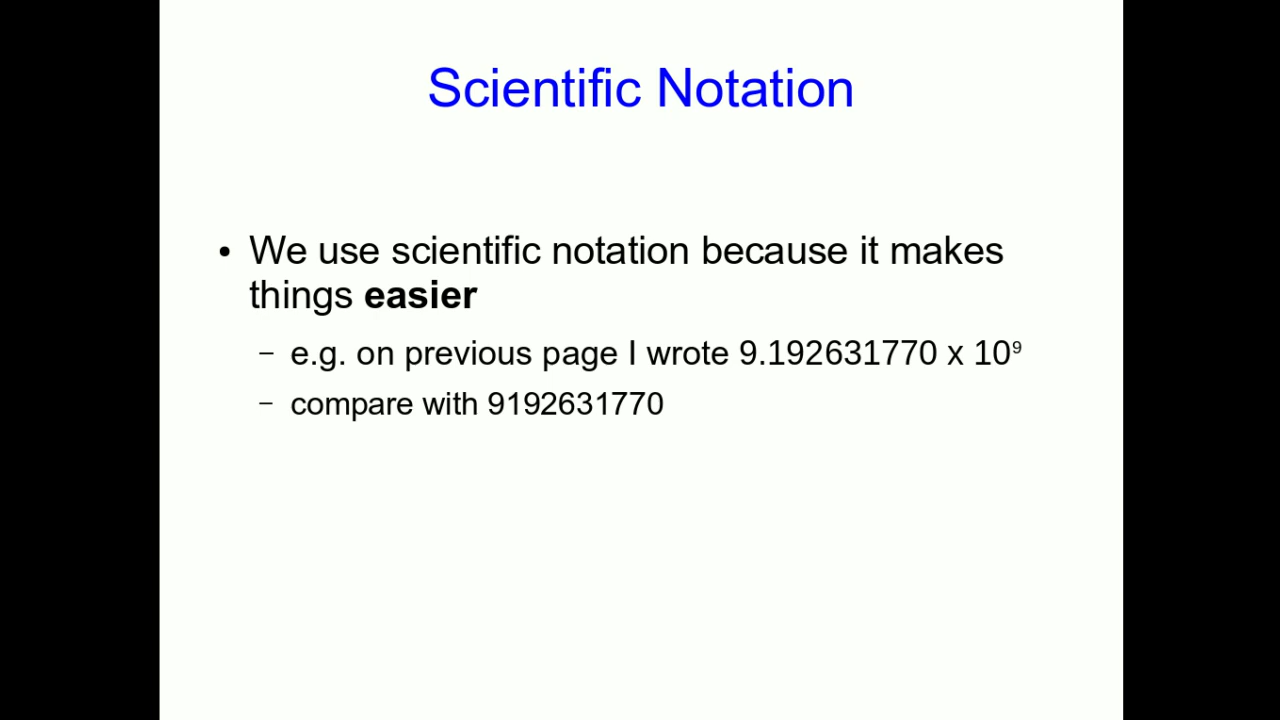 Scientific Notation
• We use scientific notation because it makes
things easier
– e.g. on previous page I wrote 9.192631770 x 10⁹
– compare with 9192631770